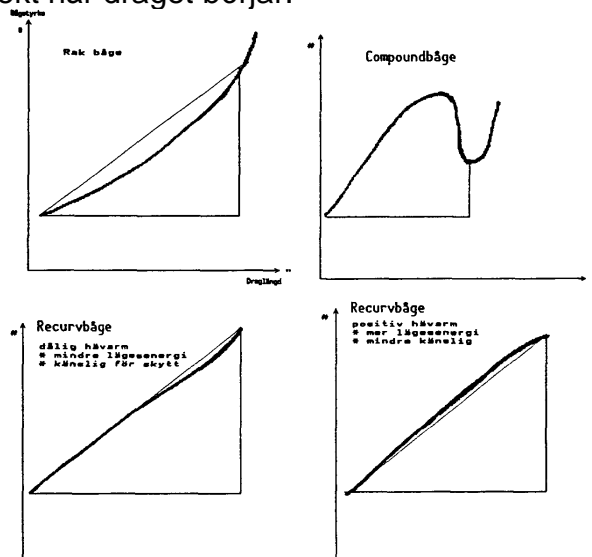 Bågstyrka
#
Rak båge
Draglängd
"
#
Compoundbåge
#
Recurvbåge
dålig hävarm
* mindre lägesenergi
* känslig för skytt
#
Recurvbåge
positiv hävarm
* mer lägesenergi
* mindre känslig